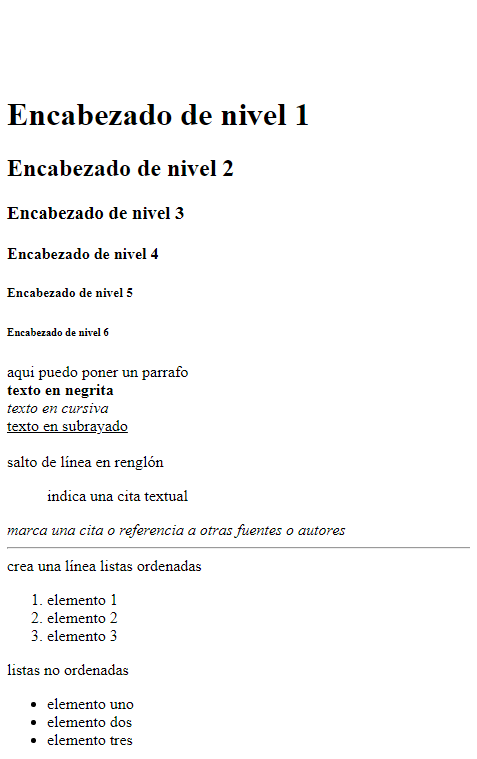 Encabezado de nivel 1
Encabezado de nivel 2
Encabezado de nivel 3
Encabezado de nivel 4
Encabezado de nivel 5
Encabezado de nivel 6
aqui puedo poner un parrafo
texto en negrita
texto en cursiva
texto en subrayado
salto de línea en renglón
indica una cita textual
marca una cita o referencia a otras fuentes o autores
crea una línea listas ordenadas
1. elemento 1
2. elemento 2
3. elemento 3
listas no ordenadas
• elemento uno
• elemento dos
• elemento tres